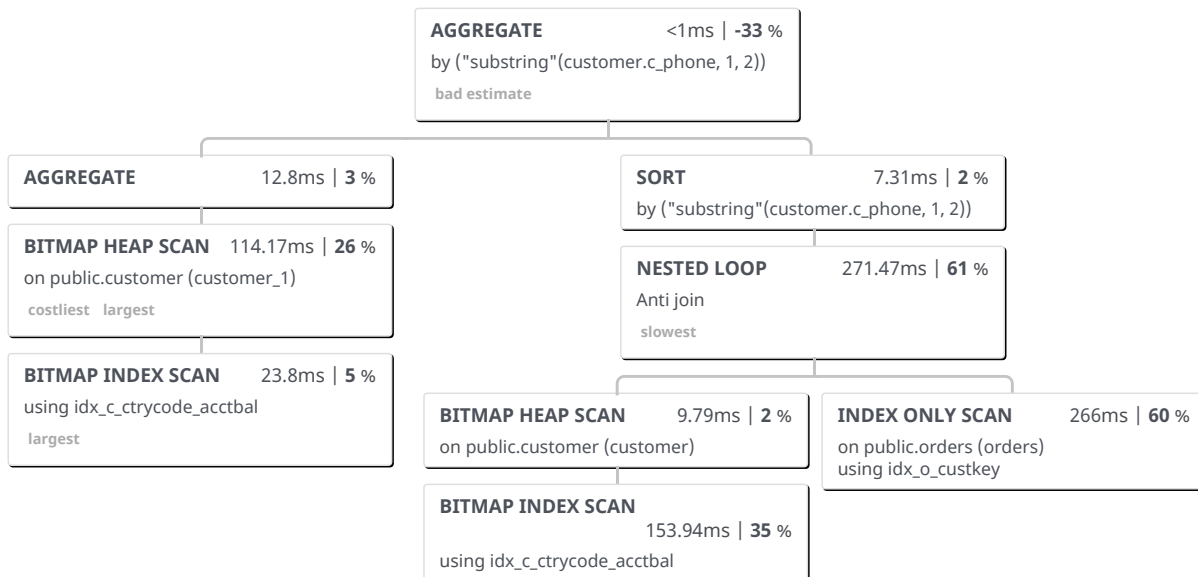 AGGREGATE <1ms | -33 %
by ("substring"(customer.c_phone, 1, 2))
bad estimate
AGGREGATE 12.8ms | 3 %
BITMAP HEAP SCAN 114.17ms | 26 %
on public.customer (customer_1)
costliest largest
BITMAP INDEX SCAN 23.8ms | 5 %
using idx_c_ctrycode_acctbal
largest
SORT 7.31ms | 2 %
by ("substring"(customer.c_phone, 1, 2))
NESTED LOOP 271.47ms | 61 %
Anti join
slowest
BITMAP HEAP SCAN 9.79ms | 2 %
on public.customer (customer)
BITMAP INDEX SCAN
153.94ms | 35 %
using idx_c_ctrycode_acctbal
INDEX ONLY SCAN 266ms | 60 %
on public.orders (orders)
using idx_o_custkey